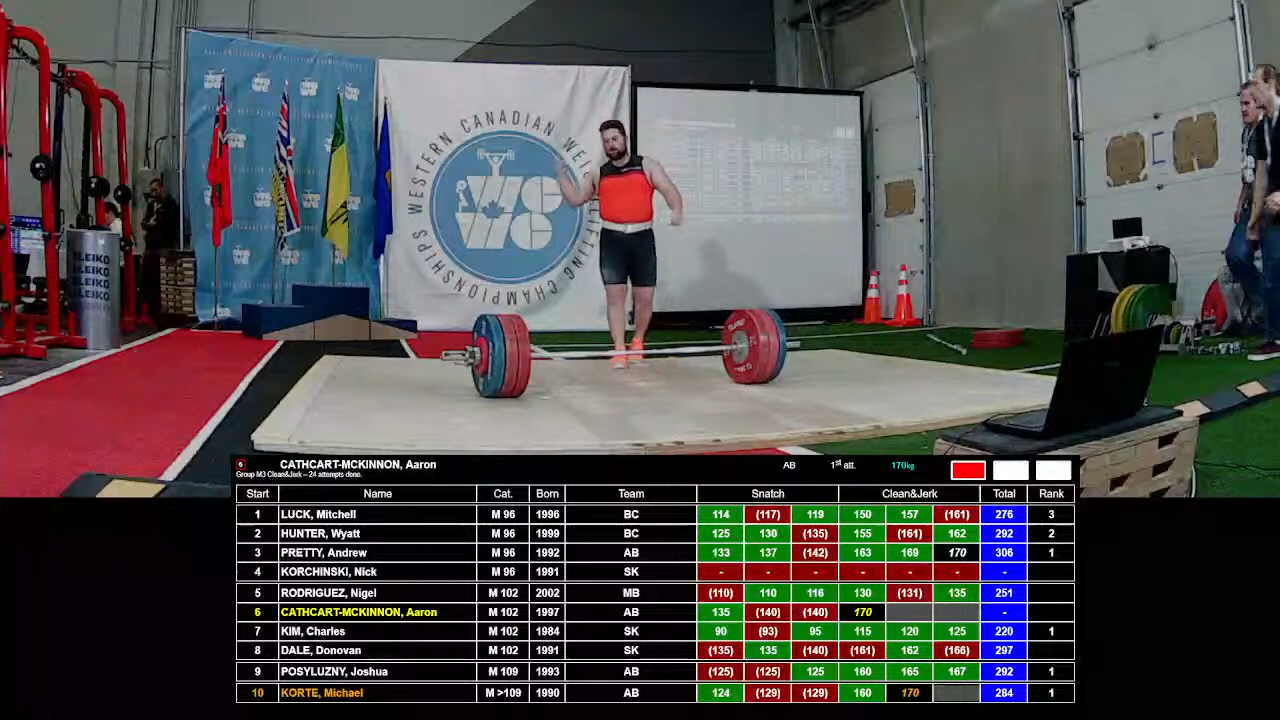 WESTERN CANADIAN WEIGHTLIFTING CHAMPIONSHIPS
WC
WC
ELEIKO
ELEIKO
ELEIKO
ELEIKO
6 CATHCART-MCKINNON, Aaron AB 1st att. 170kg
Group M3 Clean&Jerk – 24 attempts done.
Start Name Cat. Born Team Snatch Clean&Jerk Total Rank
1 LUCK, Mitchell M 96 1996 BC 114 (117) 119 150 157 (161) 276 3
2 HUNTER, Wyatt M 96 1999 BC 125 130 (135) 155 (161) 162 292 2
3 PRETTY, Andrew M 96 1992 AB 133 137 (142) 163 169 170 306 1
4 KORCHINSKI, Nick M 96 1991 SK - - - - - - -
5 RODRIGUEZ, Nigel M 102 2002 MB (110) 110 116 130 (131) 135 251
6 CATHCART-MCKINNON, Aaron M 102 1997 AB 135 (140) (140) 170 -
7 KIM, Charles M 102 1984 SK 90 (93) 95 115 120 125 220 1
8 DALE, Donovan M 102 1991 SK (135) 135 (140) (161) 162 (166) 297
9 POSYLUZNY, Joshua M 109 1993 AB (125) (125) 125 160 165 167 292 1
10 KORTE, Michael M >109 1990 AB 124 (129) (129) 160 170 284 1